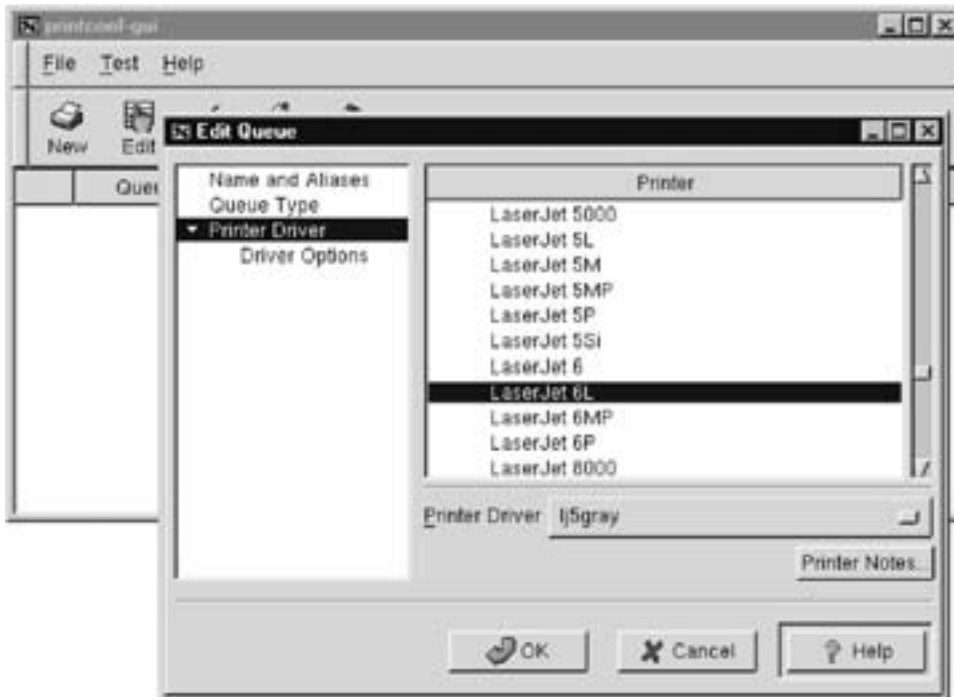 printconf-gui
File Test Help
New Edit
Edit Queue
Queu
Name and Aliases
Queue Type
Printer Driver
Driver Options
Printer
LaserJet 5000
LaserJet 5L
LaserJet 5M
LaserJet 5MP
LaserJet 5P
LaserJet 5Si
LaserJet 6
LaserJet 6L
LaserJet 6MP
LaserJet 6P
LaserJet 8000
Printer Driver lj5gray
Printer Notes...
OK Cancel Help